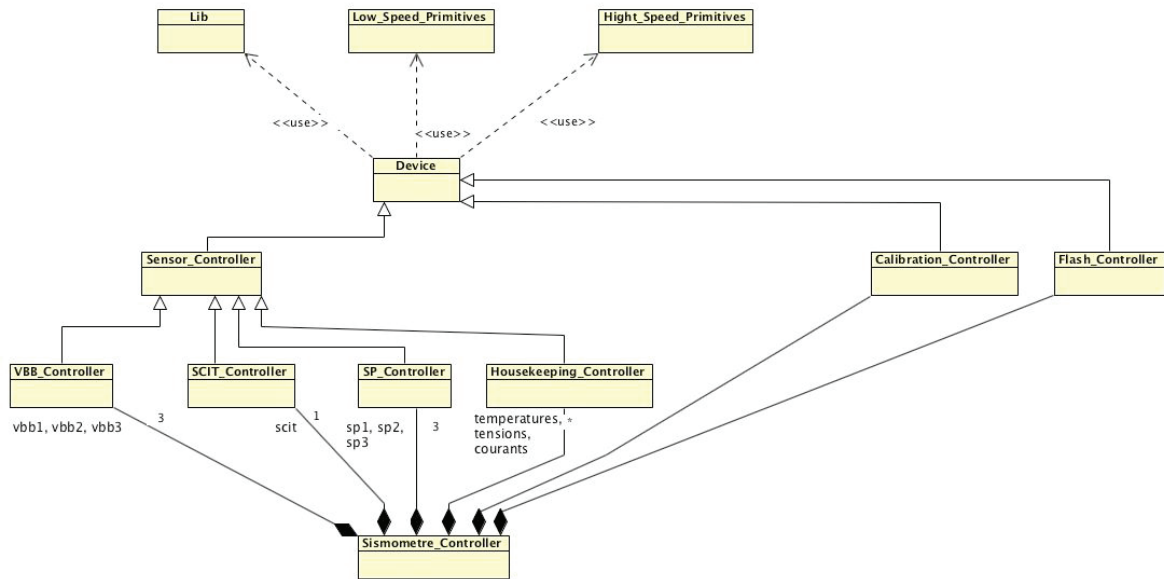 Lib
Low_Speed_Primitives
Hight_Speed_Primitives
<<use>>
<<use>>
<<use>>
Device
Sensor_Controller
Calibration_Controller
Flash_Controller
VBB_Controller
SCIT_Controller
SP_Controller
Housekeeping_Controller
vbb1, vbb2, vbb3
3
scit
1
sp1, sp2,
sp3
3
temperatures, *
tensions,
courants
Sismometre_Controller